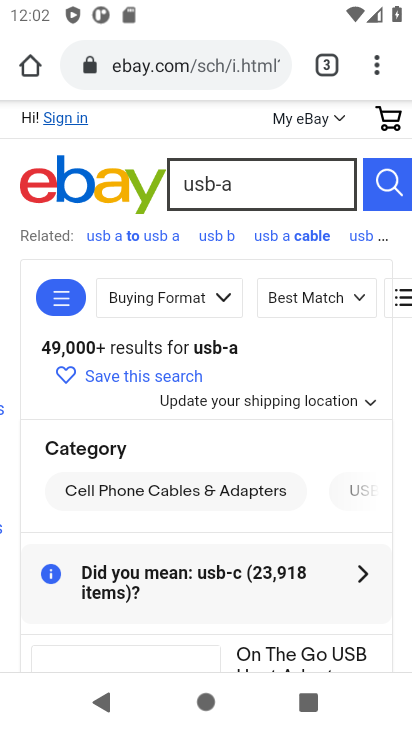 12:02
ebay.com/sch/i.html?
3
Hi! Sign in
My eBay
ebay
usb-a
Related: usb a to usb a usb b usb a cable usb ...
Buying Format
Best Match
49,000+ results for usb-a
Save this search
Update your shipping location
Category
Cell Phone Cables & Adapters
USB
Did you mean: usb-c (23,918
items)?
On The Go USB